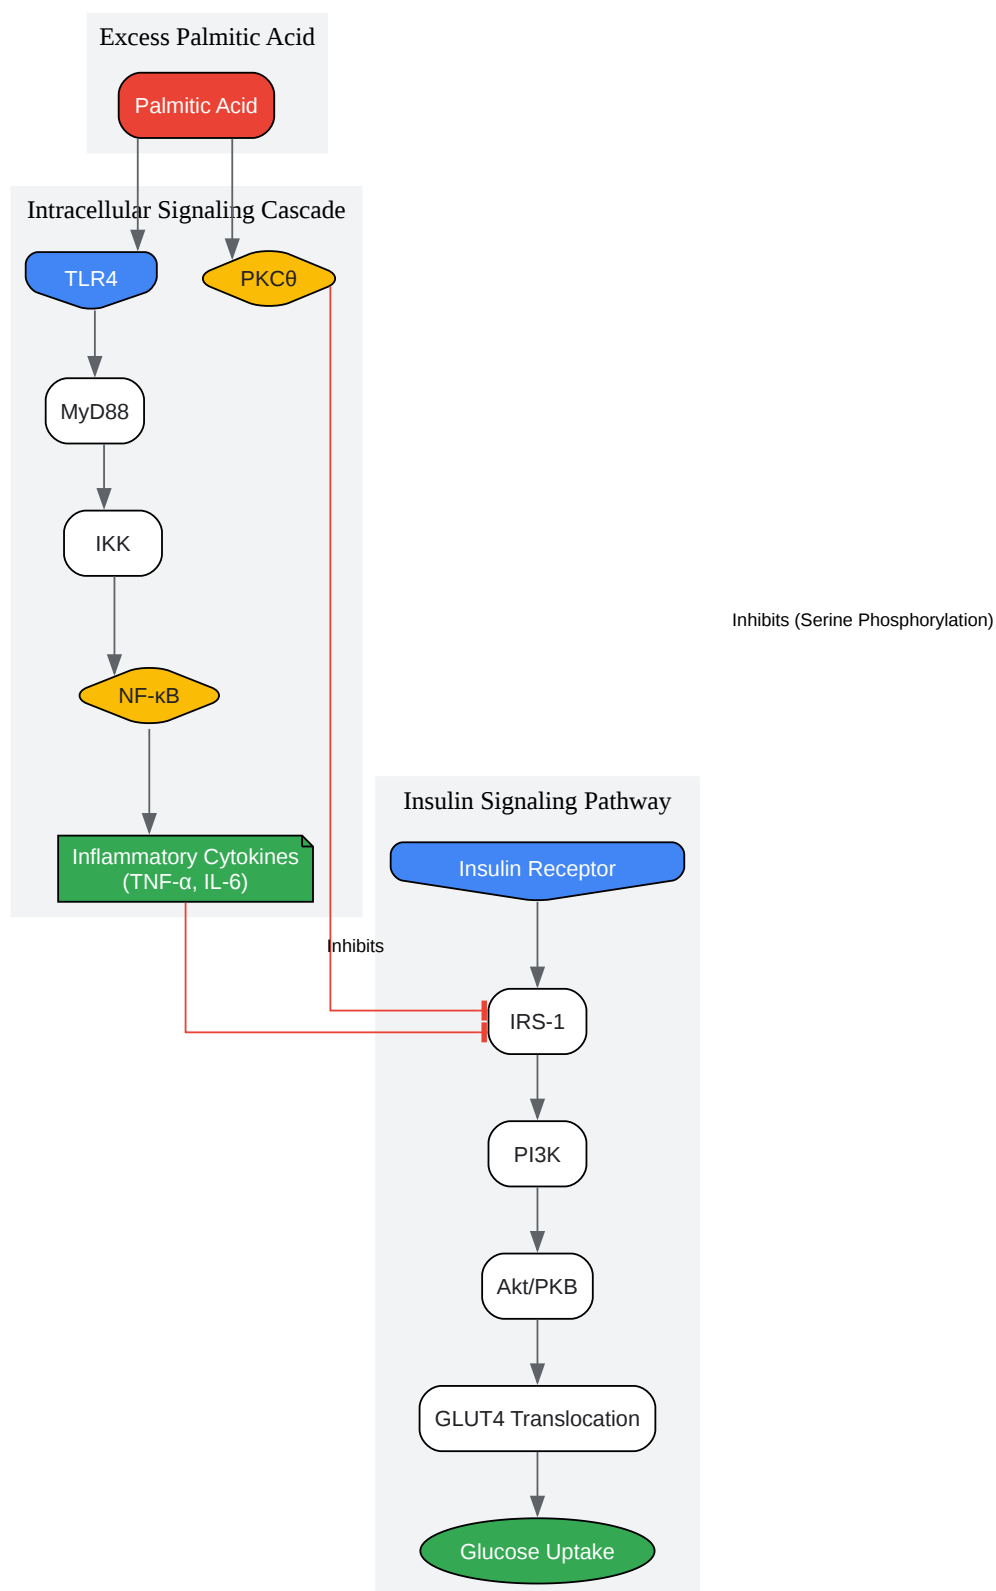 Excess Palmitic Acid
Palmitic Acid
Intracellular Signaling Cascade
TLR4
PKCθ
MyD88
IKK
Inhibits (Serine Phosphorylation)
NF-κB
Inflammatory Cytokines
(TNF-α, IL-6)
Inhibits
Insulin Signaling Pathway
Insulin Receptor
IRS-1
PI3K
Akt/PKB
GLUT4 Translocation
Glucose Uptake